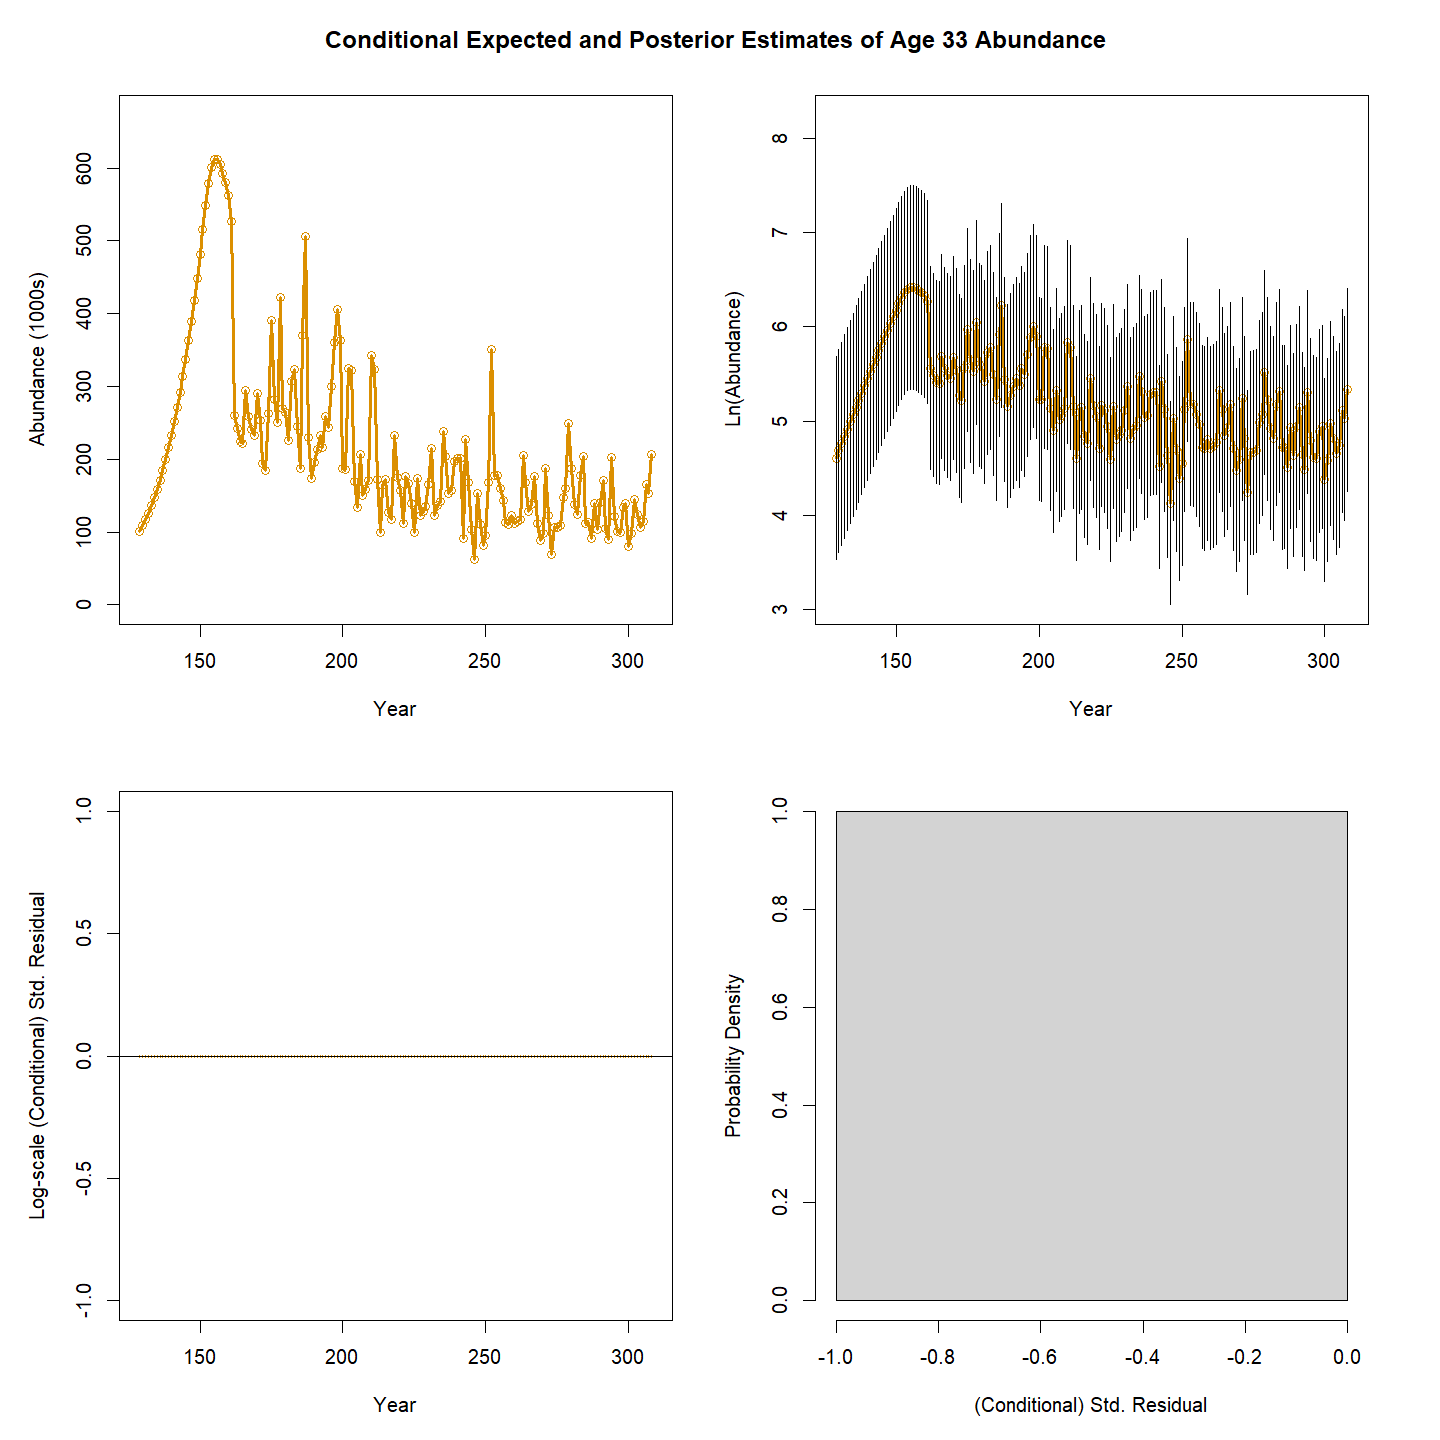 Conditional Expected and Posterior Estimates of Age 33 Abundance
Abundance (1000s)
600
500
400
300
200
100
0
150 200 250 300
Year
Ln(Abundance)
8
7
6
5
4
3
150 200 250 300
Year
Log-scale (Conditional) Std. Residual
1.0
0.5
0.0
-0.5
-1.0
150 200 250 300
Year
Probability Density
1.0
0.8
0.6
0.4
0.2
0.0
-1.0 -0.8 -0.6 -0.4 -0.2 0.0
(Conditional) Std. Residual